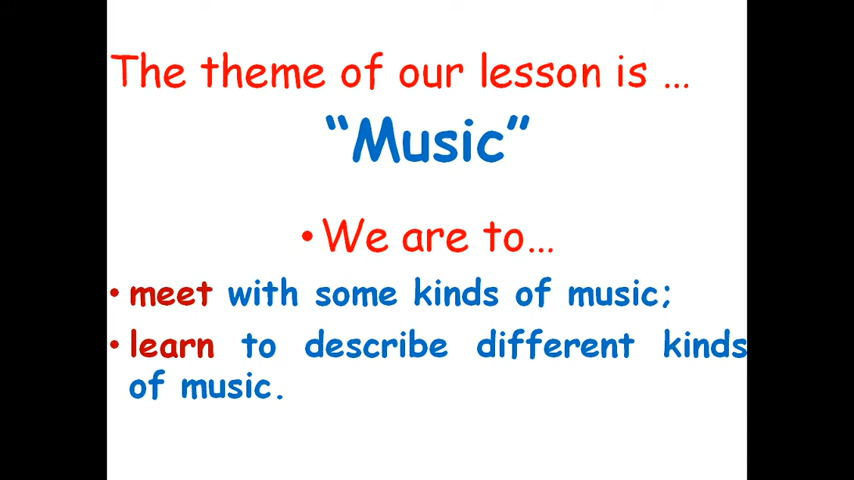 The theme of our lesson is ...
“Music”
•We are to...
• meet with some kinds of music;
• learn to describe different kinds
of music.